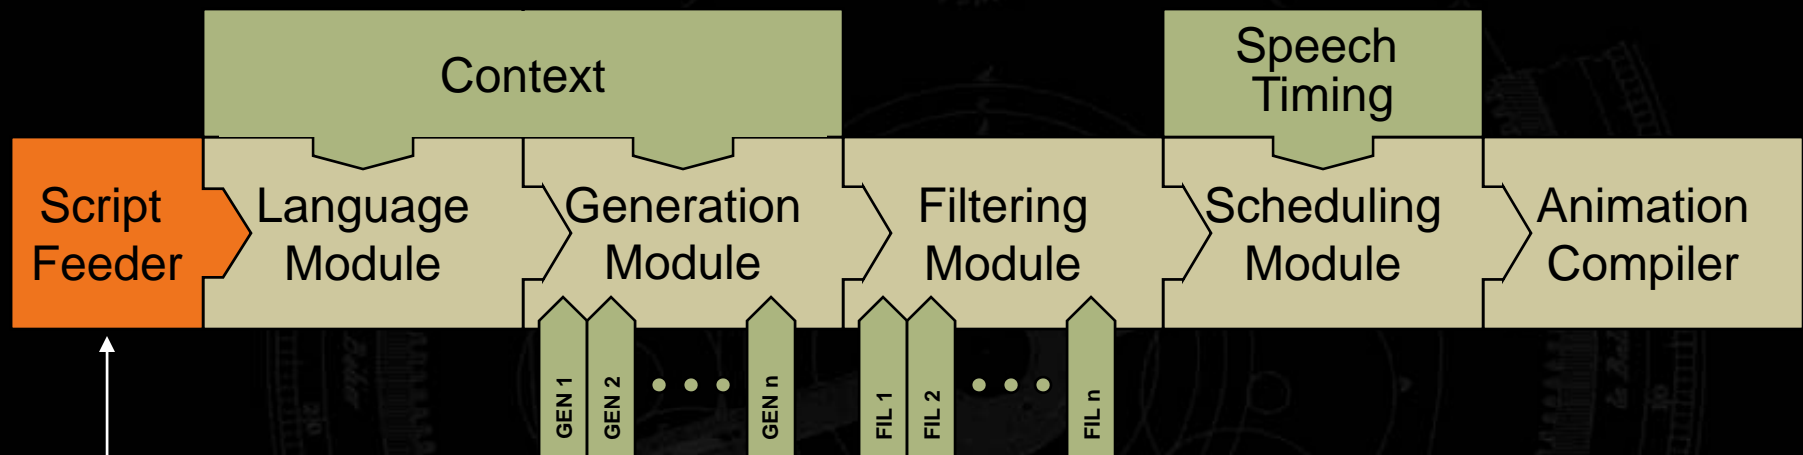 Context
Speech
Timing
Script
Feeder
Language
Module
Generation
Module
Filtering
Module
Scheduling
Module
Animation
Compiler
GEN 1
GEN 2
GEN n
FIL 1
FIL 2
FIL n